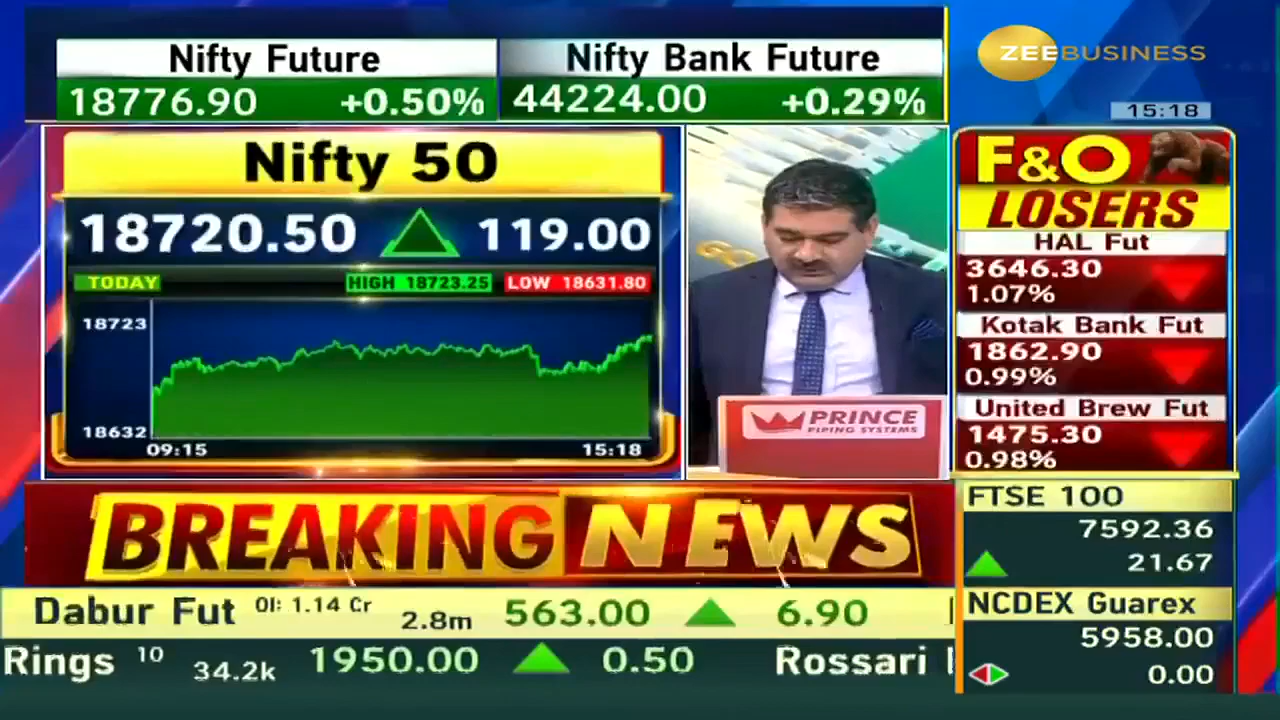 Nifty Future
18776.90 +0.50%
Nifty Bank Future
44224.00 +0.29%
ZEEBUSINESS
15:18
Nifty 50
18720.50 119.00
TODAY HIGH 18723.25 LOW 18631.80
18723
18632
09:15 15:18
PRINCE
PIPING SYSTEMS
F&O
LOSERS
HAL Fut
3646.30
1.07%
Kotak Bank Fut
1862.90
0.99%
United Brew Fut
1475.30
0.98%
FTSE 100
7592.36
21.67
NCDEX Guarex
5958.00
0.00
BREAKING NEWS
Dabur Fut OI: 1.14 Cr 2.8m 563.00 6.90
Rings 10 34.2k 1950.00 0.50 Rossari